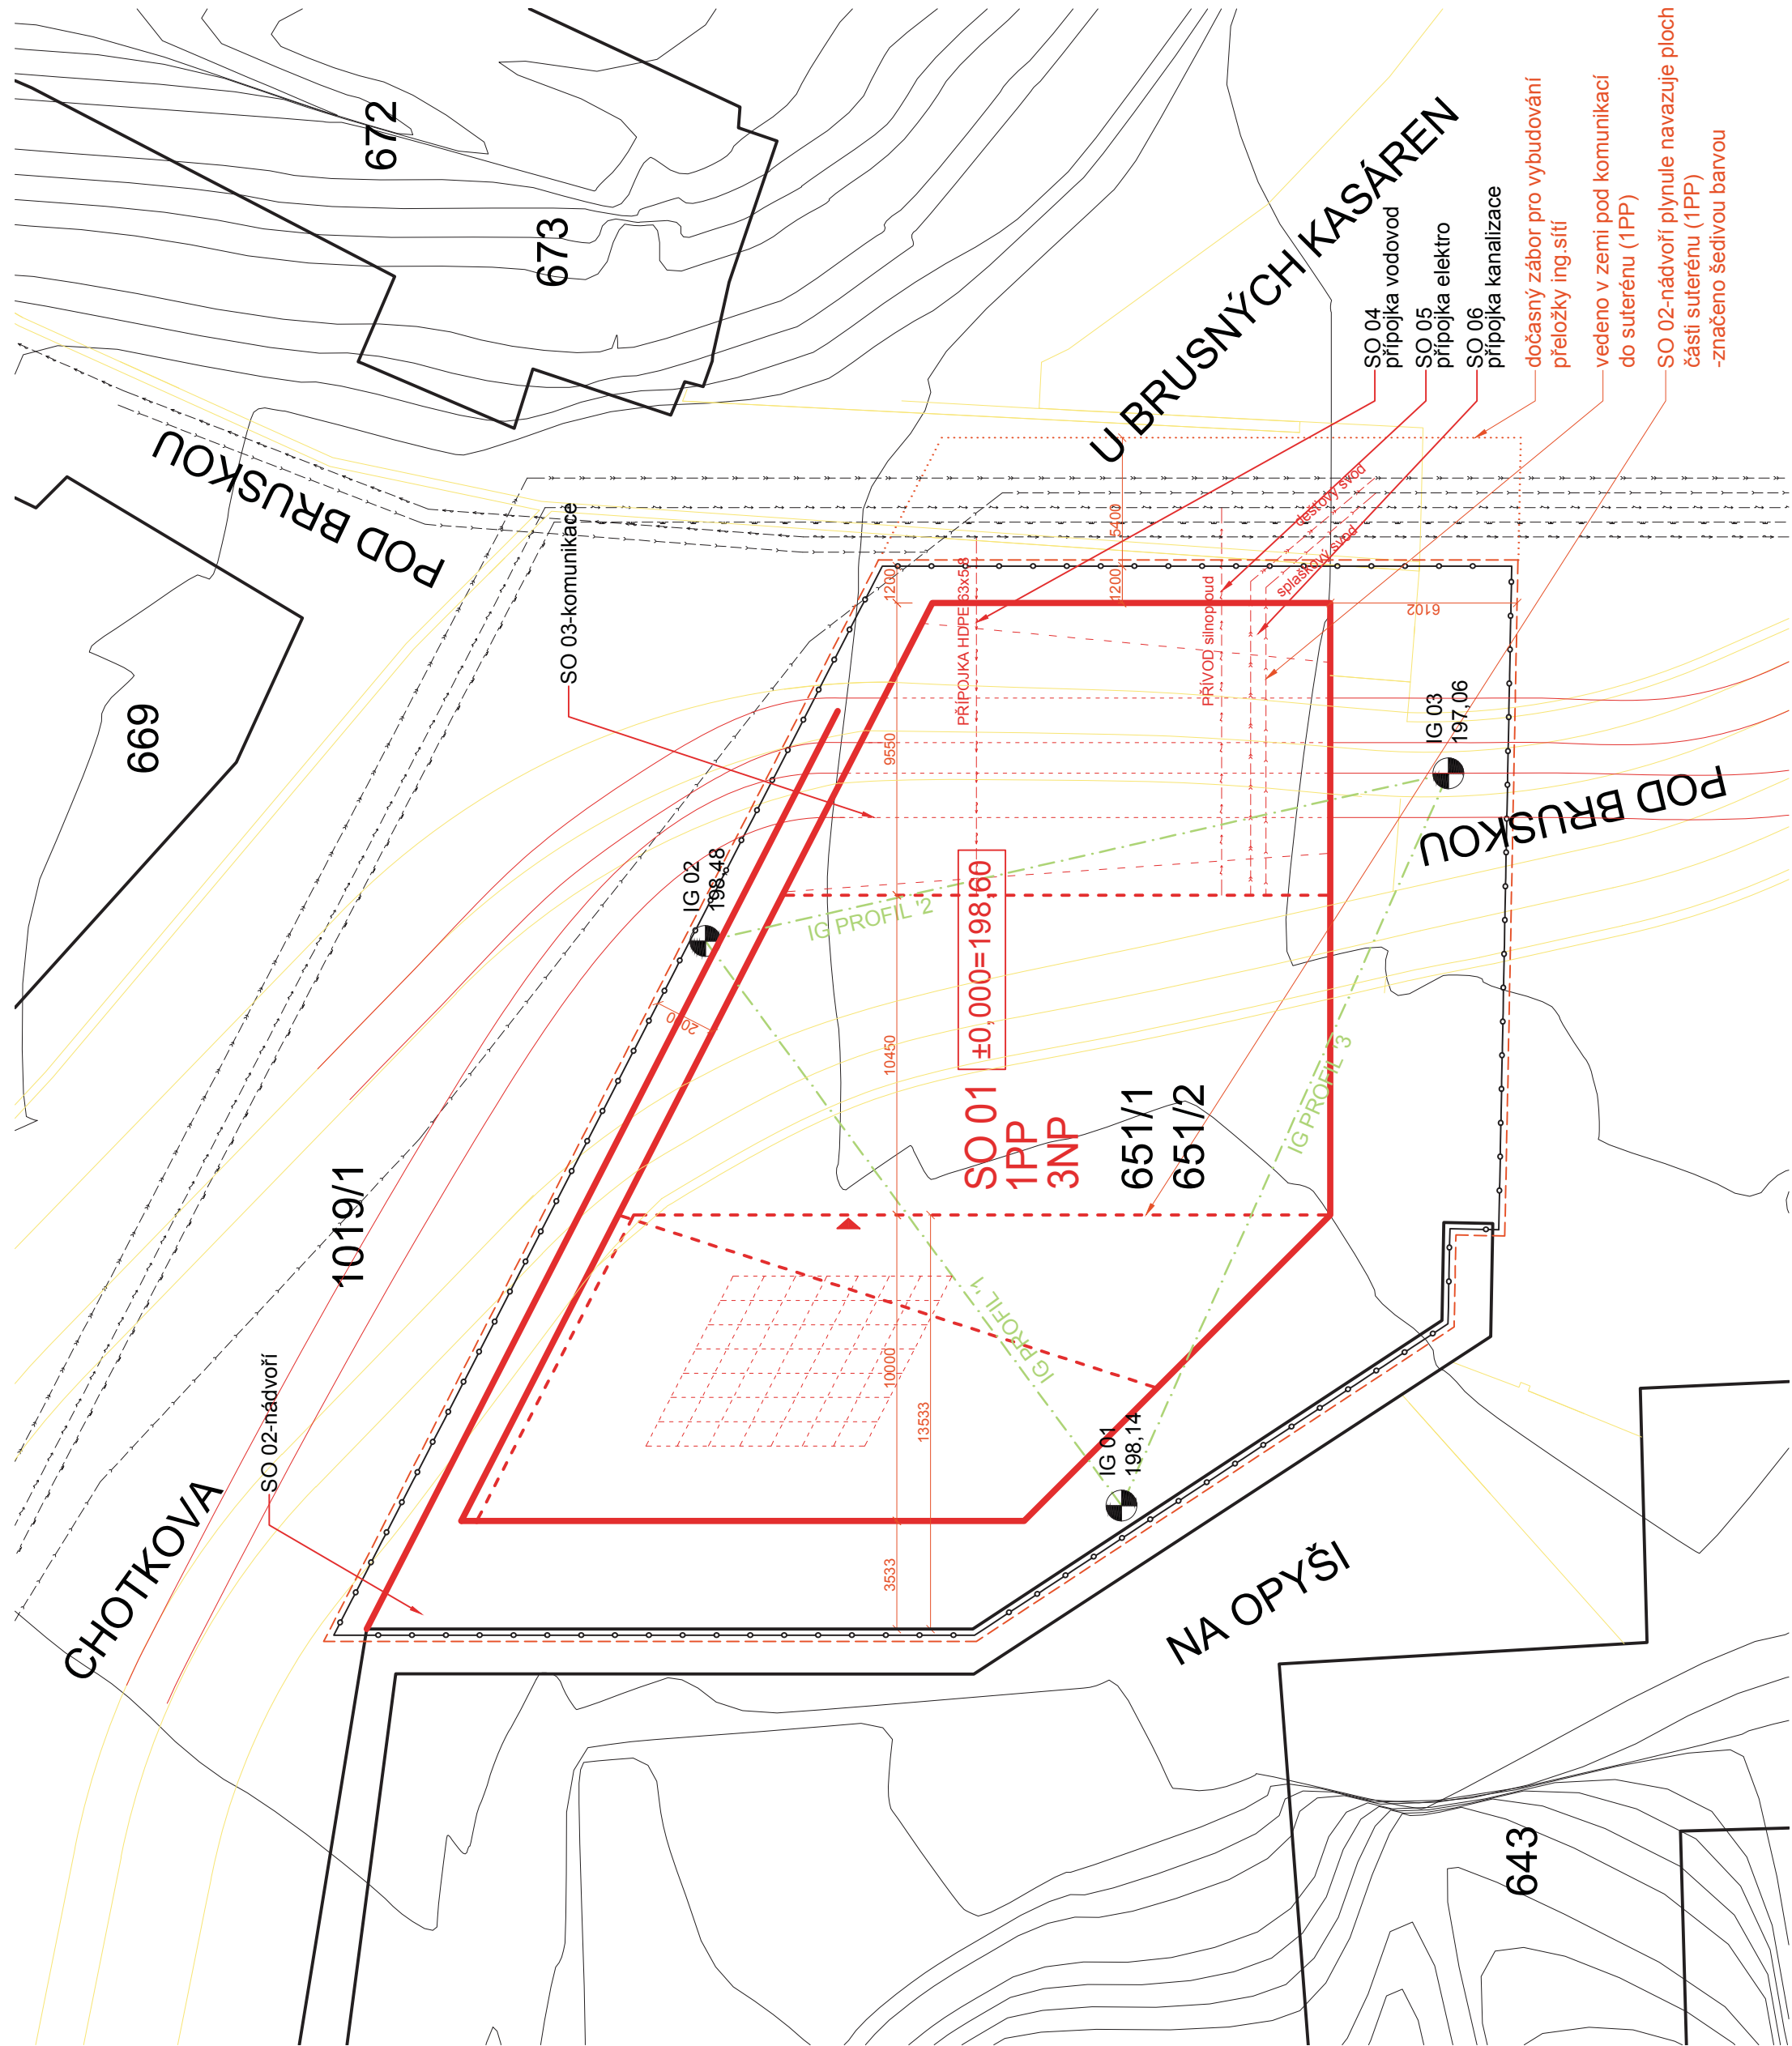 672
673
669
POD BRUSKOU
U BRUSNÝCH KASÁREN
SO 04
přípojka vodovod
SO 05
přípojka elektro
SO 06
přípojka kanalizace
dočasný zábor pro vybudování
přeložky ing.sítí
vedeno v zemi pod komunikací
do suterénu (1PP)
SO 02-nádvoří plynule navazuje ploch
části suterénu (1PP)
-značeno šedivou barvou
SO 03-komunikace
1200
5400
1200
6102
dešťový svod
splaškový svod
PŘÍPOJKA HDPE 63x5,8
PŘÍVOD silnoproud
9550
IG 02
198,48
IG 03
197,06
POD BRUSKOU
IG PROFIL '2
±0,000=198,60
2000
10450
IG PROFIL '3
SO 01
1PP
3NP
651/1
651/2
1019/1
IG PROFIL '1
10000
13533
3533
IG 01
198,14
SO 02-nádvoří
CHOTKOVA
NA OPYŠI
643